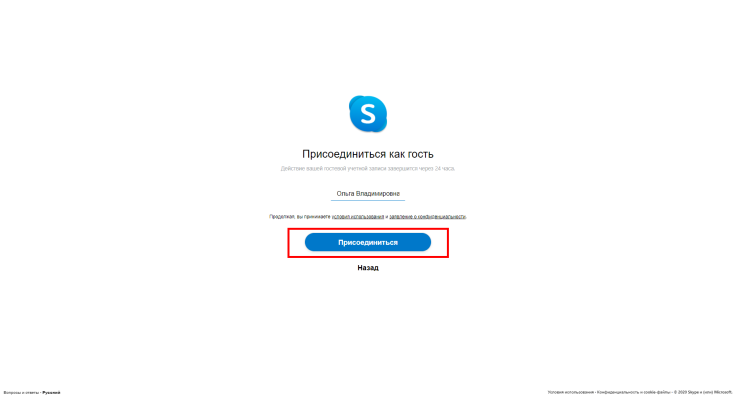 S
Присоединиться как гость
Действие вашей гостевой учетной записи завершится через 24 часа.
Ольга Владимировна
Продолжая, вы принимаете условия использования и заявление о конфиденциальности.
Присоединиться
Назад
Вопросы и ответы - Русский
Условия использования - Конфиденциальность и cookie-файлы - © 2020 Skype и (или) Microsoft.